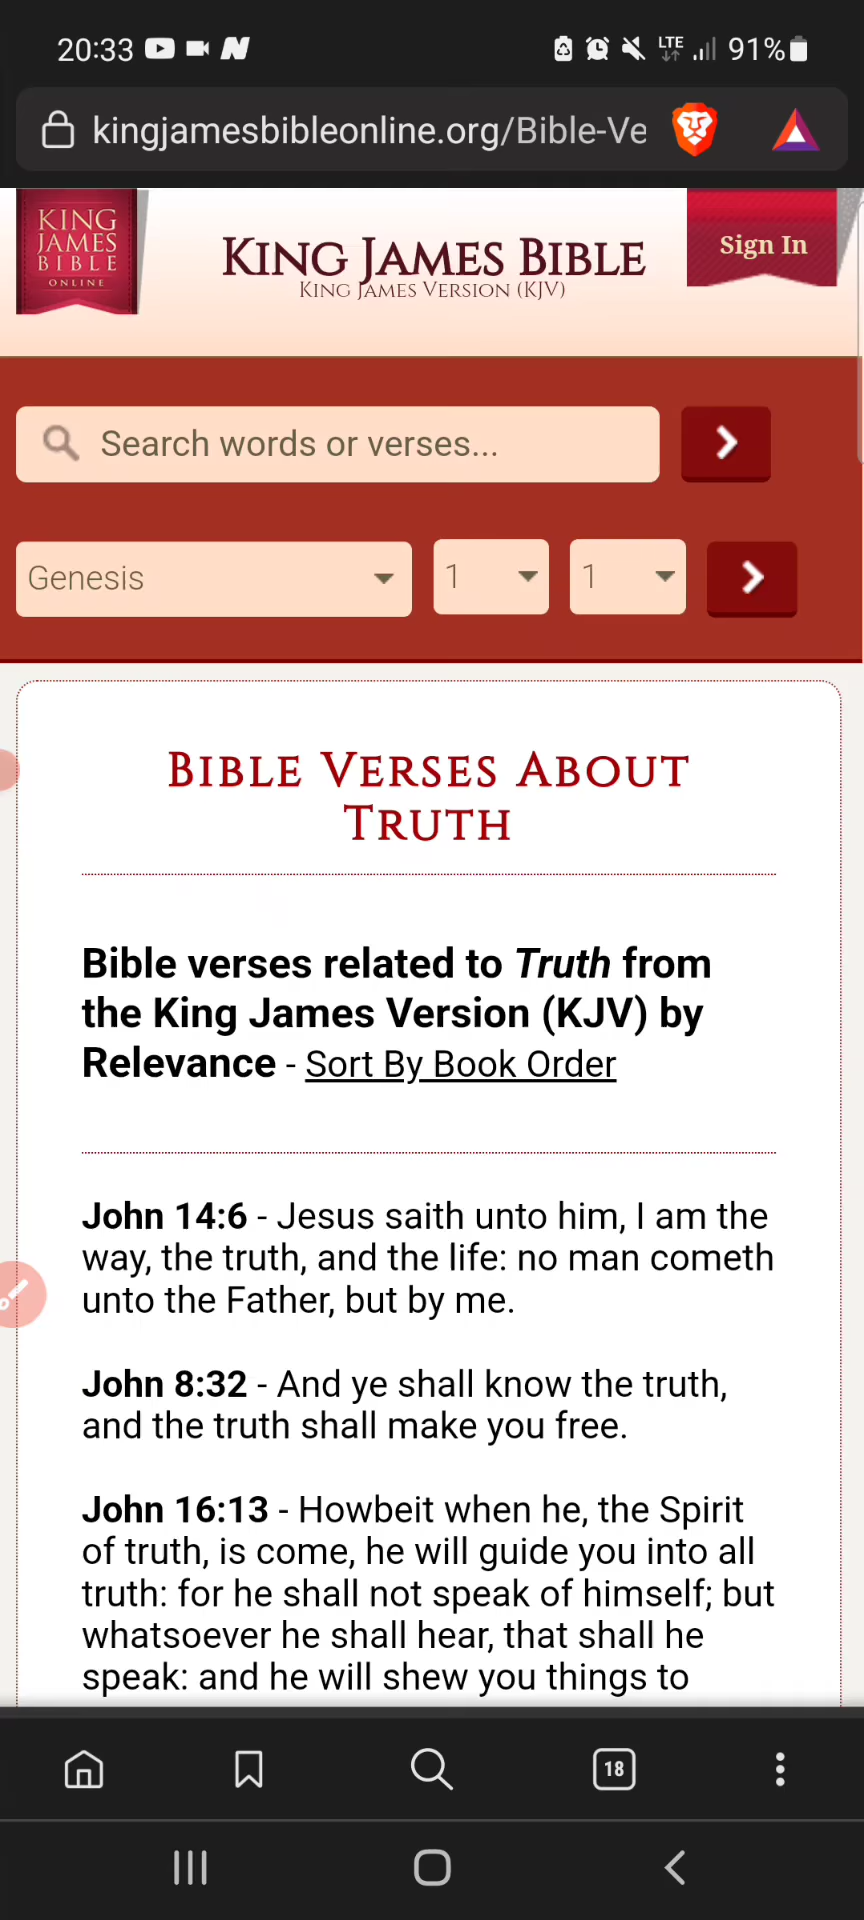 20:33 LTE 91%
kingjamesbibleonline.org/Bible-Ve
KING
JAMES
BIBLE
ONLINE
KING JAMES BIBLE
KING JAMES VERSION (KJV)
Sign In
Search words or verses...
Genesis 1 1
BIBLE VERSES ABOUT
TRUTH
Bible verses related to Truth from
the King James Version (KJV) by
Relevance - Sort By Book Order
John 14:6 - Jesus saith unto him, I am the
way, the truth, and the life: no man cometh
unto the Father, but by me.
John 8:32 - And ye shall know the truth,
and the truth shall make you free.
John 16:13 - Howbeit when he, the Spirit
of truth, is come, he will guide you into all
truth: for he shall not speak of himself; but
whatsoever he shall hear, that shall he
speak: and he will shew you things to
18